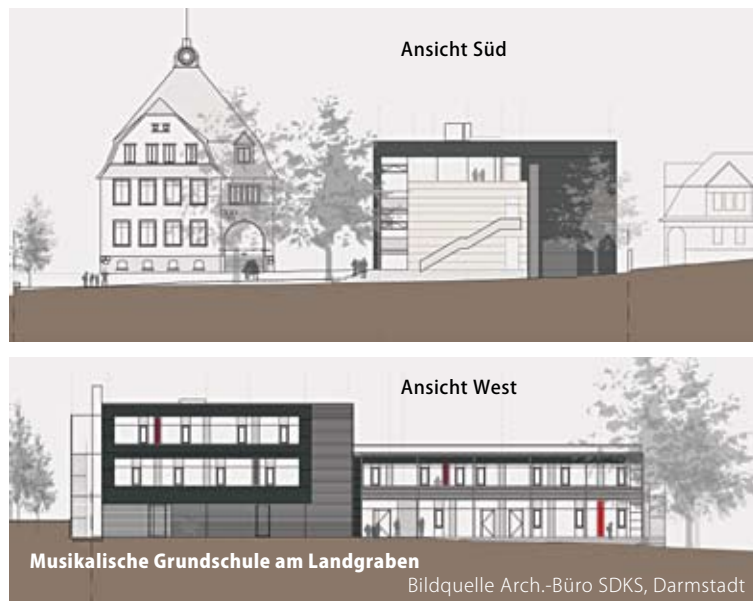 Ansicht Süd
Ansicht West
Musikalische Grundschule am Landgraben
Bildquelle Arch.-Büro SDKS, Darmstadt